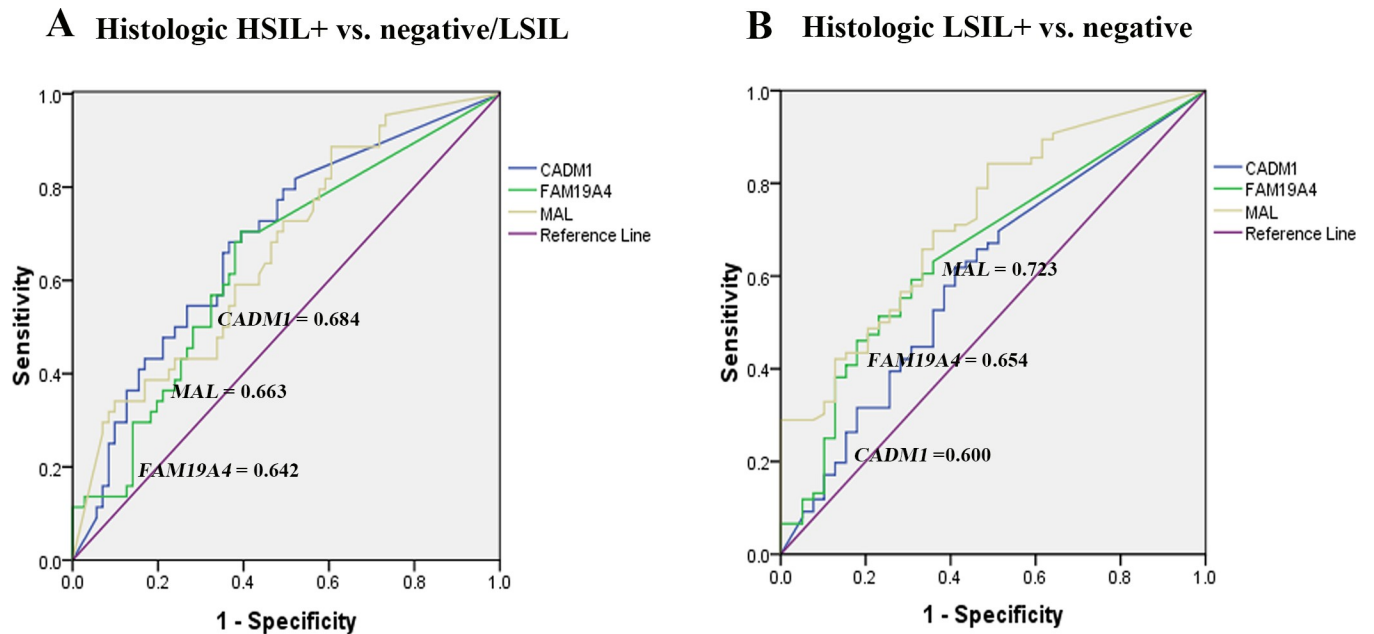 A Histologic HSIL+ vs. negative/LSIL
1.0
0.8
0.6
0.4
0.2
0.0
Sensitivity
0.0 0.2 0.4 0.6 0.8 1.0
1 - Specificity
CADM1 = 0.684
MAL = 0.663
FAM19A4 = 0.642
CADM1
FAM19A4
MAL
Reference Line
B Histologic LSIL+ vs. negative
1.0
0.8
0.6
0.4
0.2
0.0
Sensitivity
0.0 0.2 0.4 0.6 0.8 1.0
1 - Specificity
MAL = 0.723
FAM19A4 = 0.654
CADM1 =0.600
CADM1
FAM19A4
MAL
Reference Line